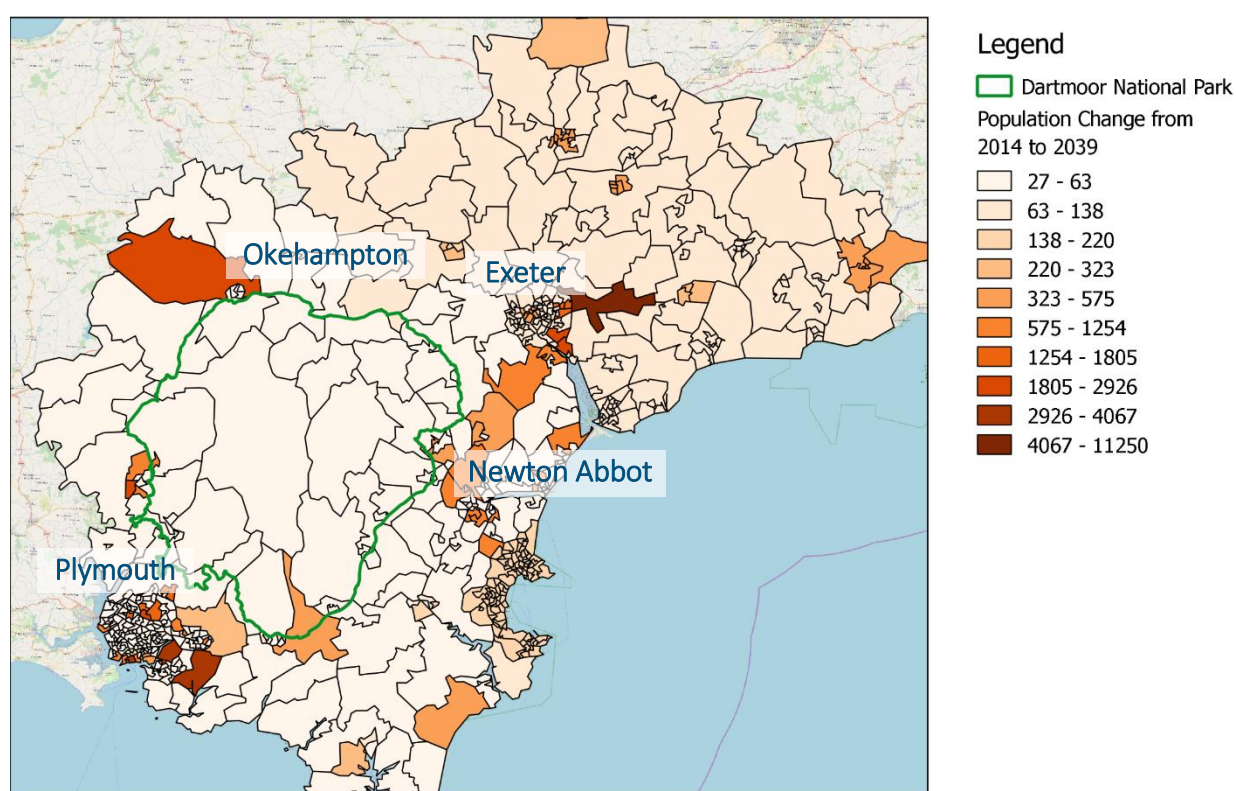 Okehampton
Exeter
Newton Abbot
Plymouth
Legend
Dartmoor National Park
Population Change from
2014 to 2039
27 - 63
63 - 138
138 - 220
220 - 323
323 - 575
575 - 1254
1254 - 1805
1805 - 2926
2926 - 4067
4067 - 11250